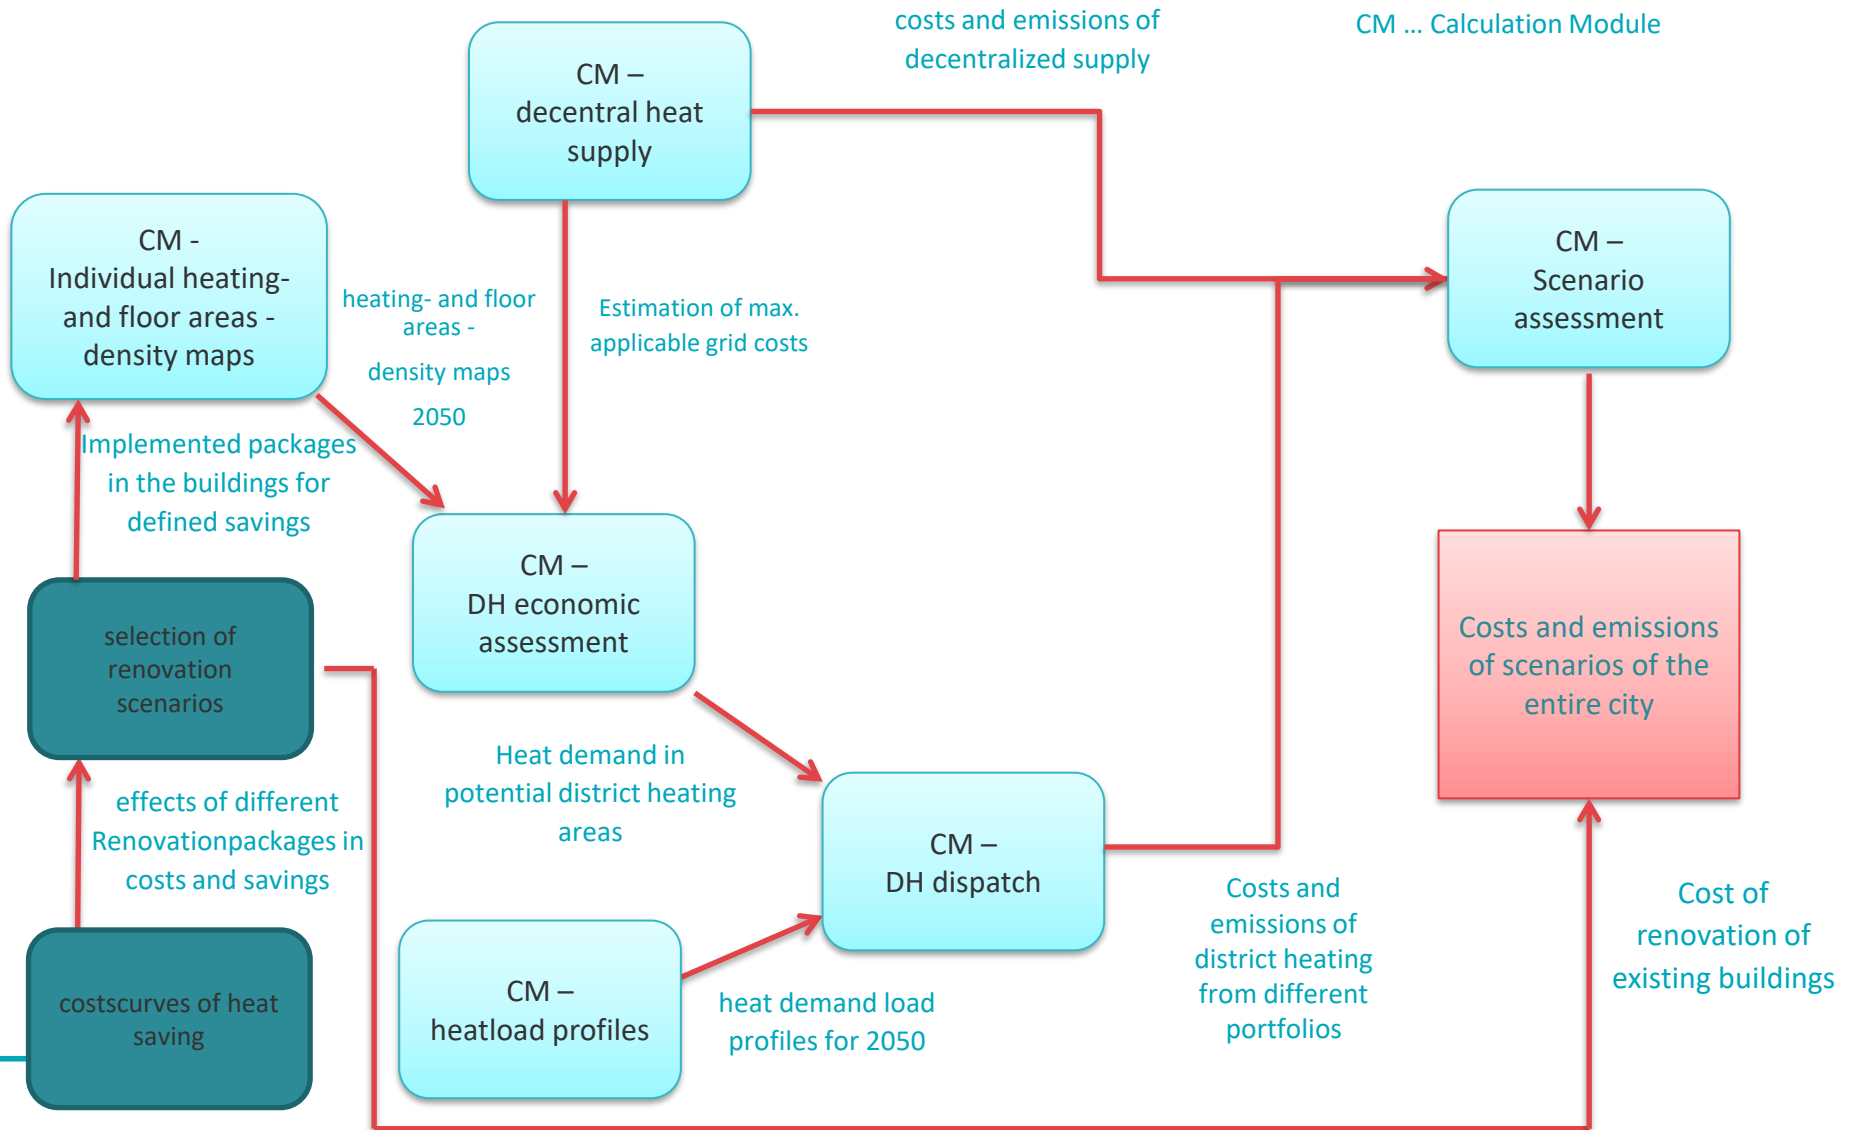 costs and emissions of
decentralized supply
CM ... Calculation Module
CM –
decentral heat
supply
CM -
Individual heating-
and floor areas -
density maps
heating- and floor
areas -
density maps
2050
Estimation of max.
applicable grid costs
CM –
Scenario
assessment
Implemented packages
in the buildings for
defined savings
CM –
DH economic
assessment
selection of
renovation
scenarios
Costs and emissions
of scenarios of the
entire city
Heat demand in
potential district heating
areas
effects of different
Renovationpackages in
costs and savings
CM –
DH dispatch
Costs and
emissions of
district heating
from different
portfolios
Cost of
renovation of
existing buildings
costscurves of heat
saving
CM –
heatload profiles
heat demand load
profiles for 2050